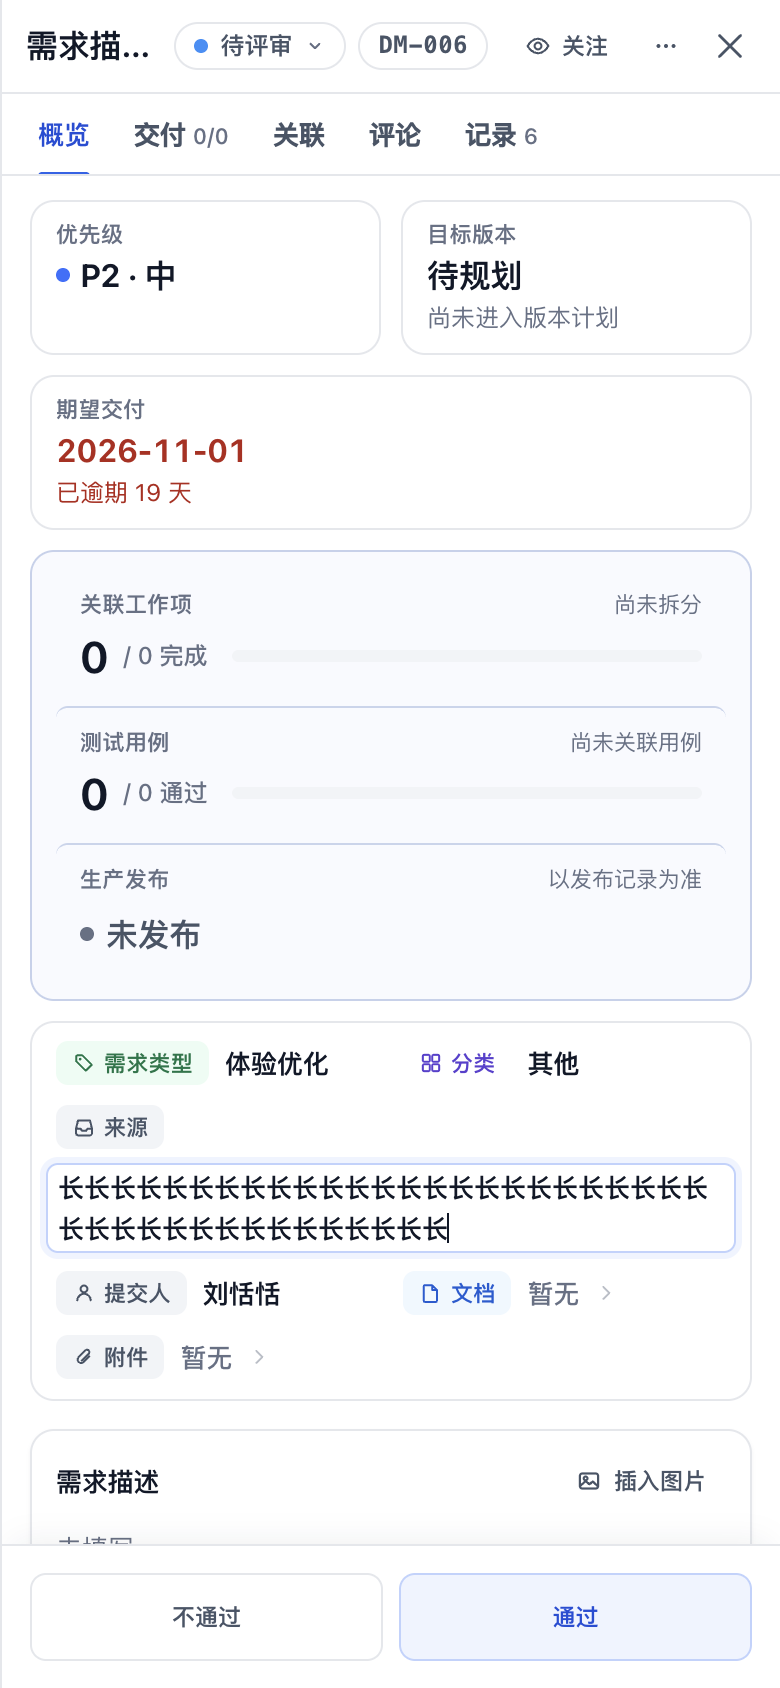 需求描...
待评审
DM-006
关注
概览
交付 0/0
关联
评论
记录 6
优先级
P2 · 中
目标版本
待规划
尚未进入版本计划
期望交付
2026-11-01
已逾期 19 天
关联工作项
尚未拆分
0 / 0 完成
测试用例
尚未关联用例
0 / 0 通过
生产发布
以发布记录为准
未发布
需求类型
体验优化
分类
其他
来源
长长长长长长长长长长长长长长长长长长长长长长长长长
长长长长长长长长长长长长长长长
提交人
刘恬恬
文档
暂无
附件
暂无
需求描述
插入图片
不通过
通过